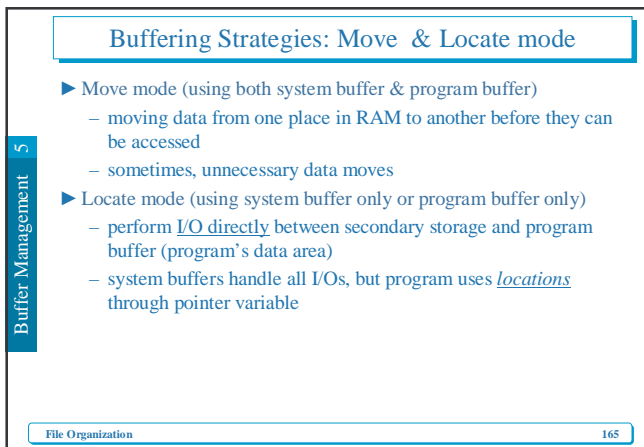 Buffering Strategies: Move & Locate mode
► Move mode (using both system buffer & program buffer)
– moving data from one place in RAM to another before they can
be accessed
– sometimes, unnecessary data moves
► Locate mode (using system buffer only or program buffer only)
– perform I/O directly between secondary storage and program
buffer (program's data area)
– system buffers handle all I/Os, but program uses locations
through pointer variable
Buffer Management 5
File Organization 165